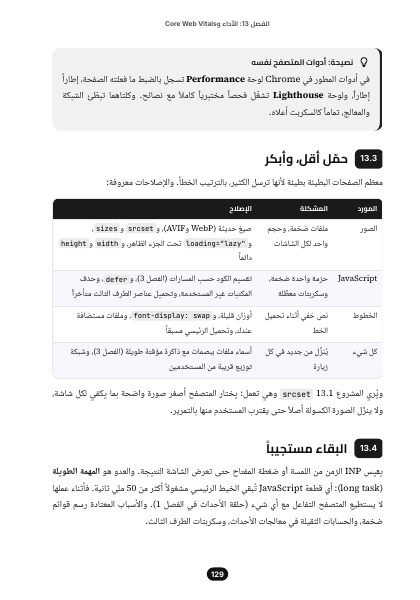 الفصل 13: الأداء وCore Web Vitals
نصيحة: أدوات المتصفح نفسه
في أدوات المطور في Chrome لوحة Performance تسجل بالضبط ما فعلته الصفحة، إطاراً
إطاراً، ولوحة Lighthouse تشغّل فحصاً مختبرياً كاملاً مع نصائح. وكلتاهما تبطّئ الشبكة
والمعالج، تماماً كالسكربت أعلاه.
13.3 حمّل أقل، وأبكر
معظم الصفحات البطيئة بطيئة لأنها ترسل الكثير، بالترتيب الخطأ. والإصلاحات معروفة:
المورد المشكلة الإصلاح
الصور ملفات ضخمة، وحجم صيغ حديثة (WebP وAVIF)، و srcset و sizes ،
واحد لكل الشاشات و loading="lazy" تحت الجزء الظاهر، و width و height
دائماً
JavaScript حزمة واحدة ضخمة، تقسيم الكود حسب المسارات (الفصل 3)، و defer ، وحذف
وسكربتات معطِّلة المكتبات غير المستخدمة، وتحميل عناصر الطرف الثالث متأخراً
الخطوط نص خفي أثناء تحميل أوزان قليلة، و font-display: swap ، وملفات مستضافة
الخط عندك، وتحميل الرئيسي مسبقاً
كل شيء يُنزَّل من جديد في كل أسماء ملفات ببصمات مع ذاكرة مؤقتة طويلة (الفصل 3)، وشبكة
زيارة توزيع قريبة من المستخدمين
ويُري المشروع 13.1 srcset وهي تعمل: يختار المتصفح أصغر صورة واضحة بما يكفي لكل شاشة،
ولا ينزّل الصورة الكسولة أصلاً حتى يقترب المستخدم منها بالتمرير.
13.4 البقاء مستجيباً
يقيس INP الزمن من اللمسة أو ضغطة المفتاح حتى تعرض الشاشة النتيجة. والعدو هو المهمة الطويلة
(long task): أي قطعة JavaScript تُبقي الخيط الرئيسي مشغولاً أكثر من 50 ملي ثانية. فأثناء عملها
لا يستطيع المتصفح التفاعل مع أي شيء (حلقة الأحداث في الفصل 1). والأسباب المعتادة رسم قوائم
ضخمة، والحسابات الثقيلة في معالجات الأحداث، وسكربتات الطرف الثالث.
129